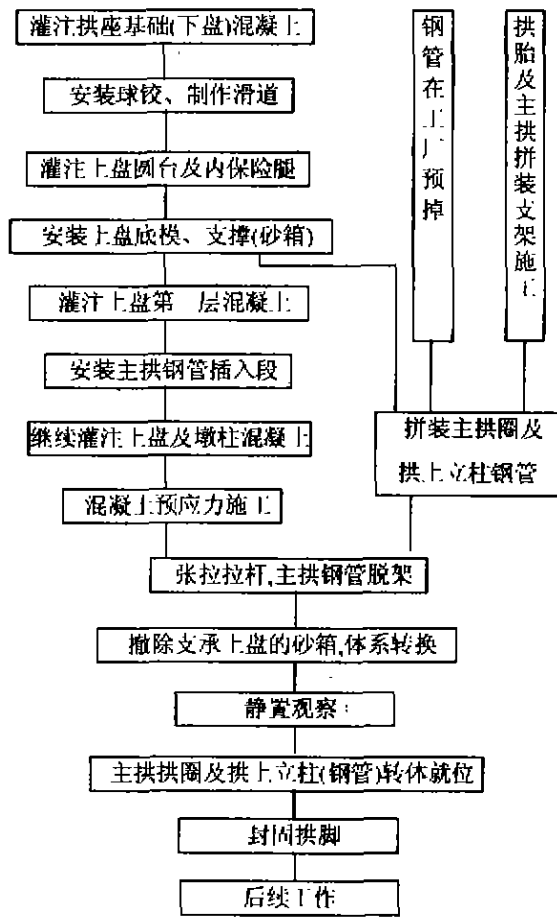 灌注拱座基础(下盘)混凝土
安装球铰、制作滑道
灌注上盘圆台及内保险腿
安装上盘底模、支撑(砂箱)
灌注上盘第一层混凝土
安装主拱钢管插入段
继续灌注上盘及墩柱混凝土
混凝土预应力施工
钢管在工厂预掉
拱胎及主拱拼装支架施工
拼装主拱圈及
拱上立柱钢管
张拉拉杆,主拱钢管脱架
撤除支承上盘的砂箱,体系转换
静置观察:
主拱拱圈及拱上立柱(钢管)转体就位
封固拱脚
后续工作